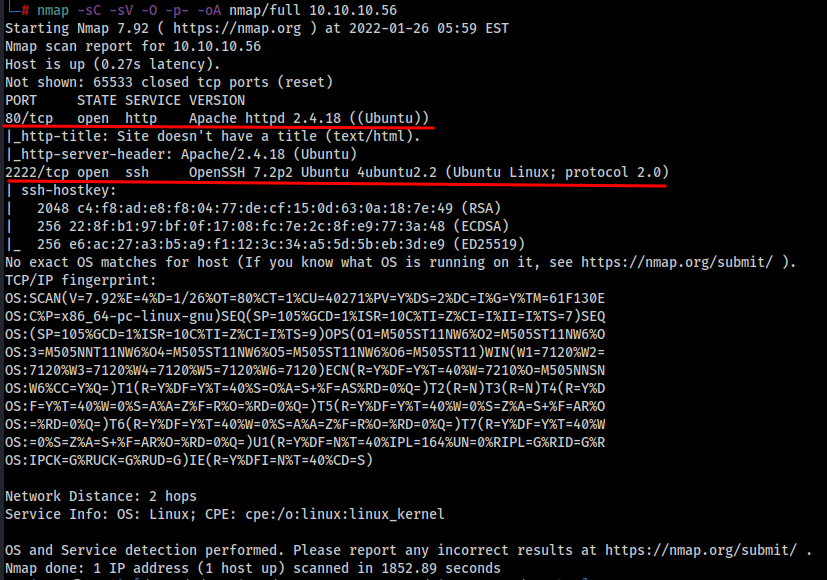 └─# nmap -sC -sV -O -p- -oA nmap/full 10.10.10.56
Starting Nmap 7.92 ( https://nmap.org ) at 2022-01-26 05:59 EST
Nmap scan report for 10.10.10.56
Host is up (0.27s latency).
Not shown: 65533 closed tcp ports (reset)
PORT     STATE SERVICE VERSION
80/tcp   open  http    Apache httpd 2.4.18 ((Ubuntu))
|_http-title: Site doesn't have a title (text/html).
|_http-server-header: Apache/2.4.18 (Ubuntu)
2222/tcp open  ssh     OpenSSH 7.2p2 Ubuntu 4ubuntu2.2 (Ubuntu Linux; protocol 2.0)
| ssh-hostkey:
|   2048 c4:f8:ad:e8:f8:04:77:de:cf:15:0d:63:0a:18:7e:49 (RSA)
|   256 22:8f:b1:97:bf:0f:17:08:fc:7e:2c:8f:e9:77:3a:48 (ECDSA)
|_  256 e6:ac:27:a3:b5:a9:f1:12:3c:34:a5:5d:5b:eb:3d:e9 (ED25519)
No exact OS matches for host (If you know what OS is running on it, see https://nmap.org/submit/ ).
TCP/IP fingerprint:
OS:SCAN(V=7.92%E=4%D=1/26%OT=80%CT=1%CU=40271%PV=Y%DS=2%DC=I%G=Y%TM=61F130E
OS:C%P=x86_64-pc-linux-gnu)SEQ(SP=105%GCD=1%ISR=10C%TI=Z%CI=I%II=I%TS=7)SEQ
OS:(SP=105%GCD=1%ISR=10C%TI=Z%CI=I%TS=9)OPS(O1=M505ST11NW6%O2=M505ST11NW6%O
OS:3=M505NNT11NW6%O4=M505ST11NW6%O5=M505ST11NW6%O6=M505ST11)WIN(W1=7120%W2=
OS:7120%W3=7120%W4=7120%W5=7120%W6=7120)ECN(R=Y%DF=Y%T=40%W=7210%O=M505NNSN
OS:W6%CC=Y%Q=)T1(R=Y%DF=Y%T=40%S=O%A=S+%F=AS%RD=0%Q=)T2(R=N)T3(R=N)T4(R=Y%D
OS:F=Y%T=40%W=0%S=A%A=Z%F=R%O=%RD=0%Q=)T5(R=Y%DF=Y%T=40%W=0%S=Z%A=S+%F=AR%O
OS:=%RD=0%Q=)T6(R=Y%DF=Y%T=40%W=0%S=A%A=Z%F=R%O=%RD=0%Q=)T7(R=Y%DF=Y%T=40%W
OS:=0%S=Z%A=S+%F=AR%O=%RD=0%Q=)U1(R=Y%DF=N%T=40%IPL=164%UN=0%RIPL=G%RID=G%R
OS:IPCK=G%RUCK=G%RUD=G)IE(R=Y%DFI=N%T=40%CD=S)
Network Distance: 2 hops
Service Info: OS: Linux; CPE: cpe:/o:linux:linux_kernel
OS and Service detection performed. Please report any incorrect results at https://nmap.org/submit/ .
Nmap done: 1 IP address (1 host up) scanned in 1852.89 seconds